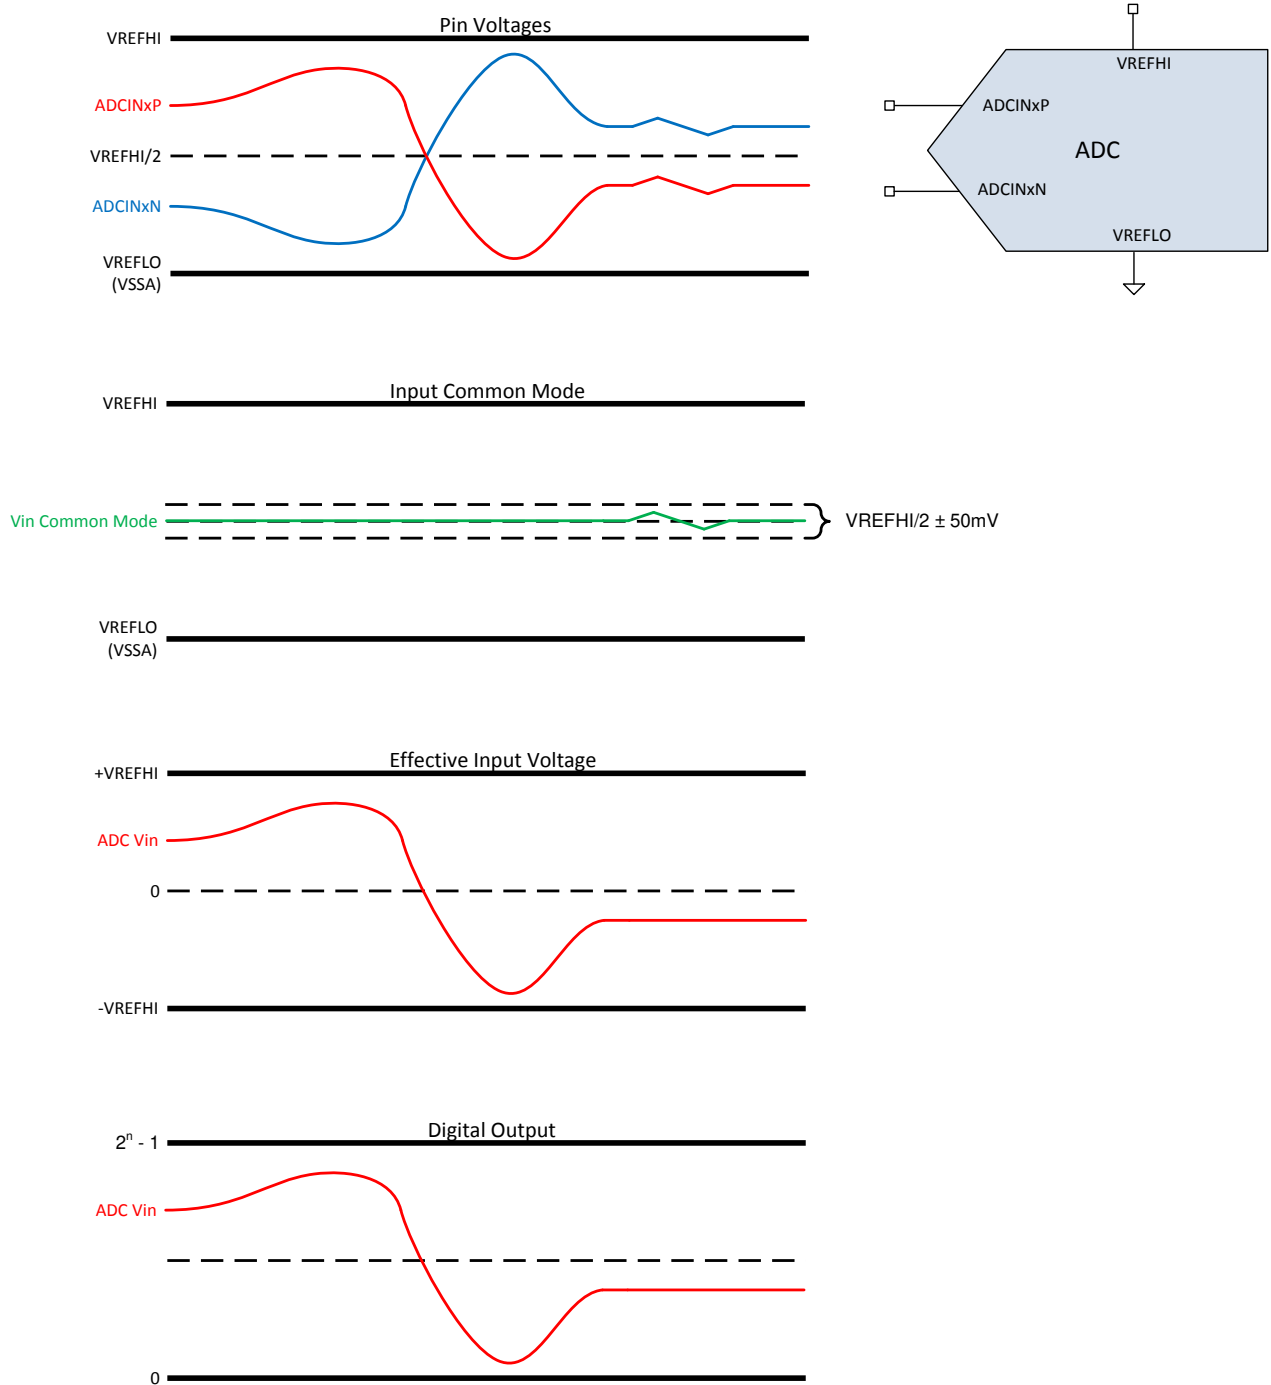 Pin Voltages
VREFHI
ADCINxP
VREFHI/2
ADCINxN
VREFLO
(VSSA)
VREFHI
ADCINxP
ADC
ADCINxN
VREFLO
Input Common Mode
VREFHI
Vin Common Mode
VREFHI/2 ± 50mV
VREFLO
(VSSA)
Effective Input Voltage
+VREFHI
ADC Vin
0
-VREFHI
Digital Output
2ⁿ - 1
ADC Vin
0